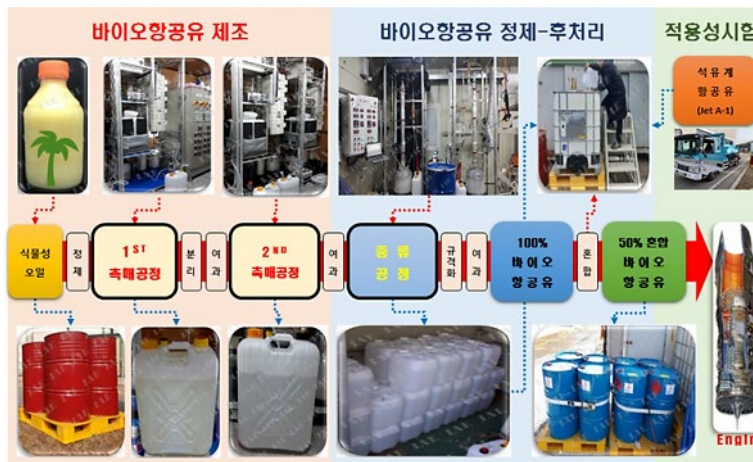 바이오항공유 제조
바이오항공유 정제-후처리
적용성시험
석유계
항공유
(Jet A-1)
식물성
오일
정제
1ST
촉매공정
분리
여과
2ND
촉매공정
여과
증류
공정
규격화
여과
100%
바이오
항공유
혼합
50% 혼합
바이오
항공유
Engin